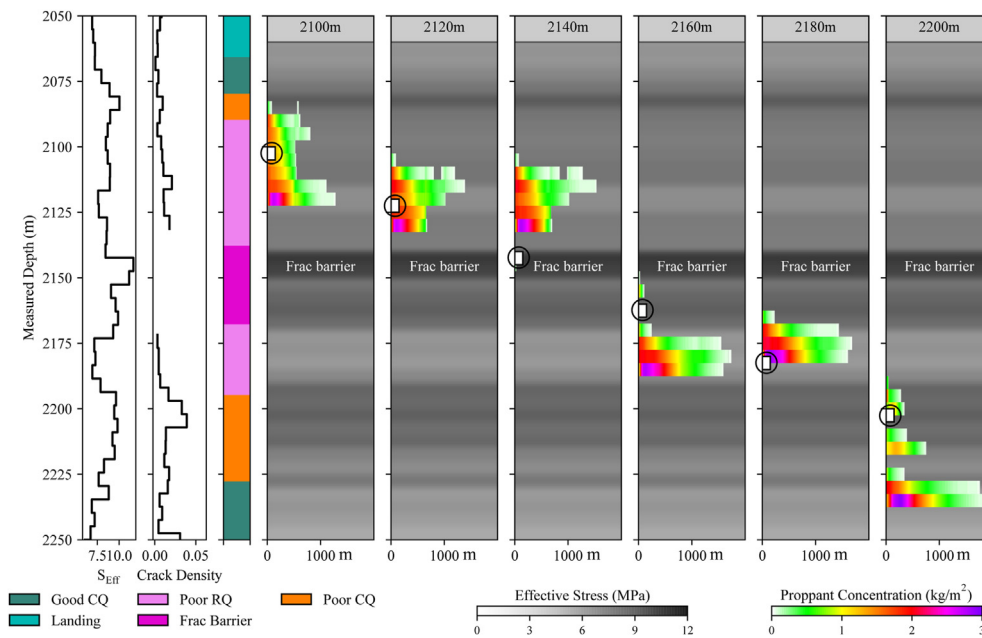 2100m 2120m 2140m 2160m 2180m 2200m
Measured Depth (m)
2050
2075
2100
2125
2150
2175
2200
2225
2250
Frac barrier Frac barrier Frac barrier Frac barrier Frac barrier Frac barrier
7.5 10.0 0.00 0.05 0 1000 m 0 1000 m 0 1000 m 0 1000 m 0 1000 m 0 1000 m
S_Eff Crack Density
Good CQ Poor RQ Poor CQ
Landing Frac Barrier
Effective Stress (MPa)
0 3 6 9 12
Proppant Concentration (kg/m²)
0 1 2 3